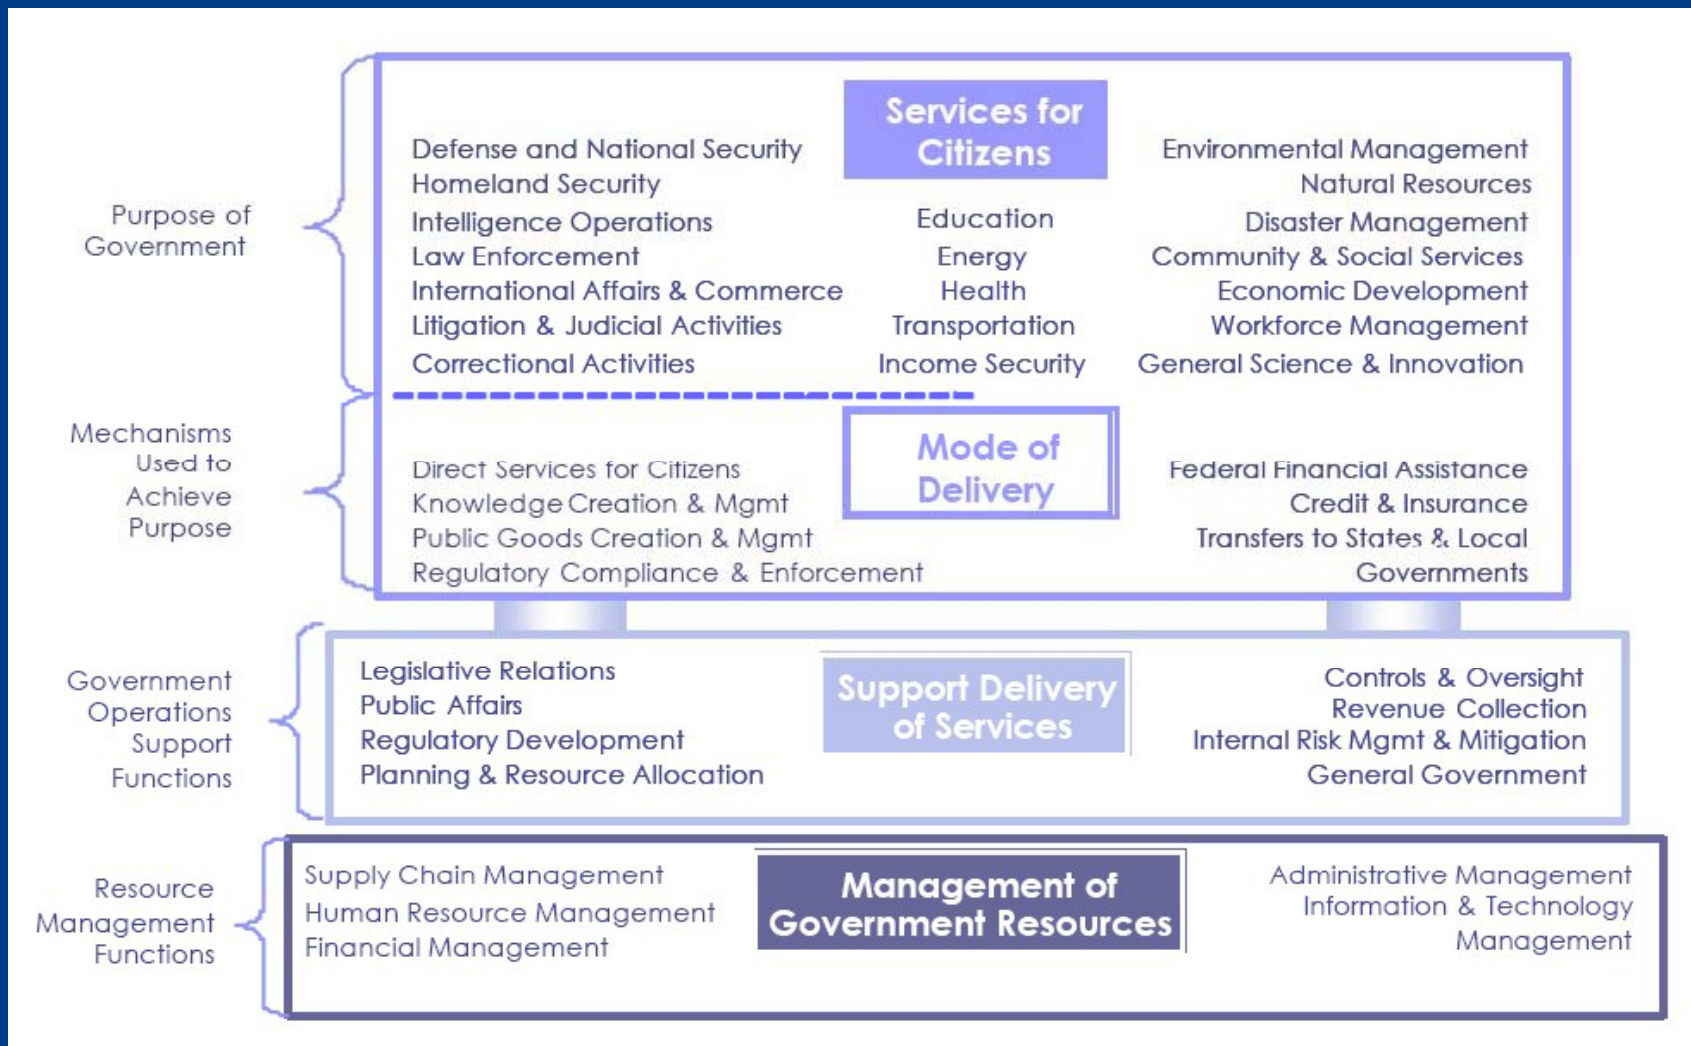 Purpose of
Government
Services for
Citizens
Defense and National Security
Homeland Security
Intelligence Operations
Law Enforcement
International Affairs & Commerce
Litigation & Judicial Activities
Correctional Activities
Education
Energy
Health
Transportation
Income Security
Environmental Management
Natural Resources
Disaster Management
Community & Social Services
Economic Development
Workforce Management
General Science & Innovation
Mechanisms
Used to
Achieve
Purpose
Mode of
Delivery
Direct Services for Citizens
Knowledge Creation & Mgmt
Public Goods Creation & Mgmt
Regulatory Compliance & Enforcement
Federal Financial Assistance
Credit & Insurance
Transfers to States & Local
Governments
Government
Operations
Support
Functions
Support Delivery
of Services
Legislative Relations
Public Affairs
Regulatory Development
Planning & Resource Allocation
Controls & Oversight
Revenue Collection
Internal Risk Mgmt & Mitigation
General Government
Resource
Management
Functions
Management of
Government Resources
Supply Chain Management
Human Resource Management
Financial Management
Administrative Management
Information & Technology
Management